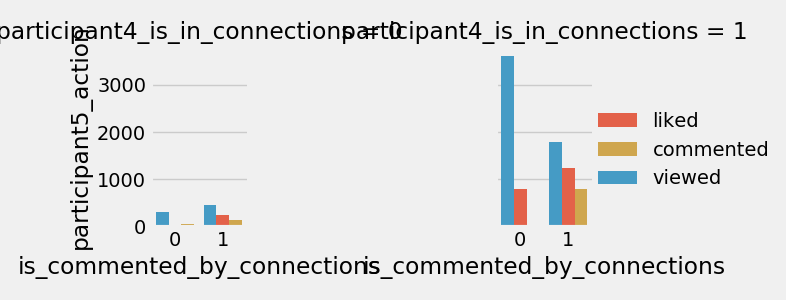 participant4_is_in_connections = 0
participant4_is_in_connections = 1
participant5_action
3000
2000
1000
0
0 1
0 1
is_commented_by_connections
is_commented_by_connections
liked
commented
viewed